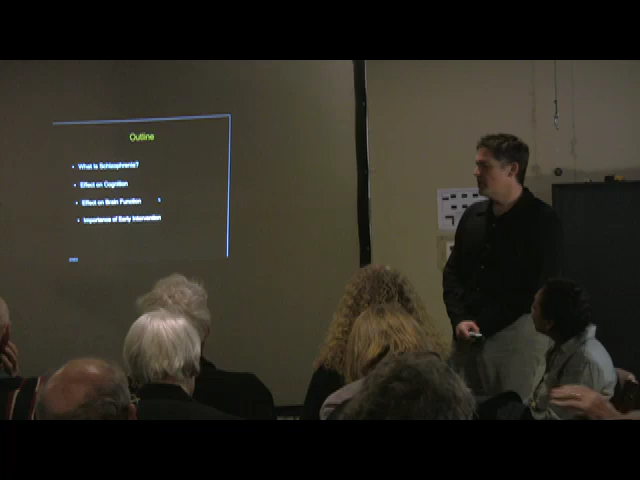 Outline
• What Is Schizophrenia?
• Effect on Cognition
• Effect on Brain Function
• Importance of Early Intervention